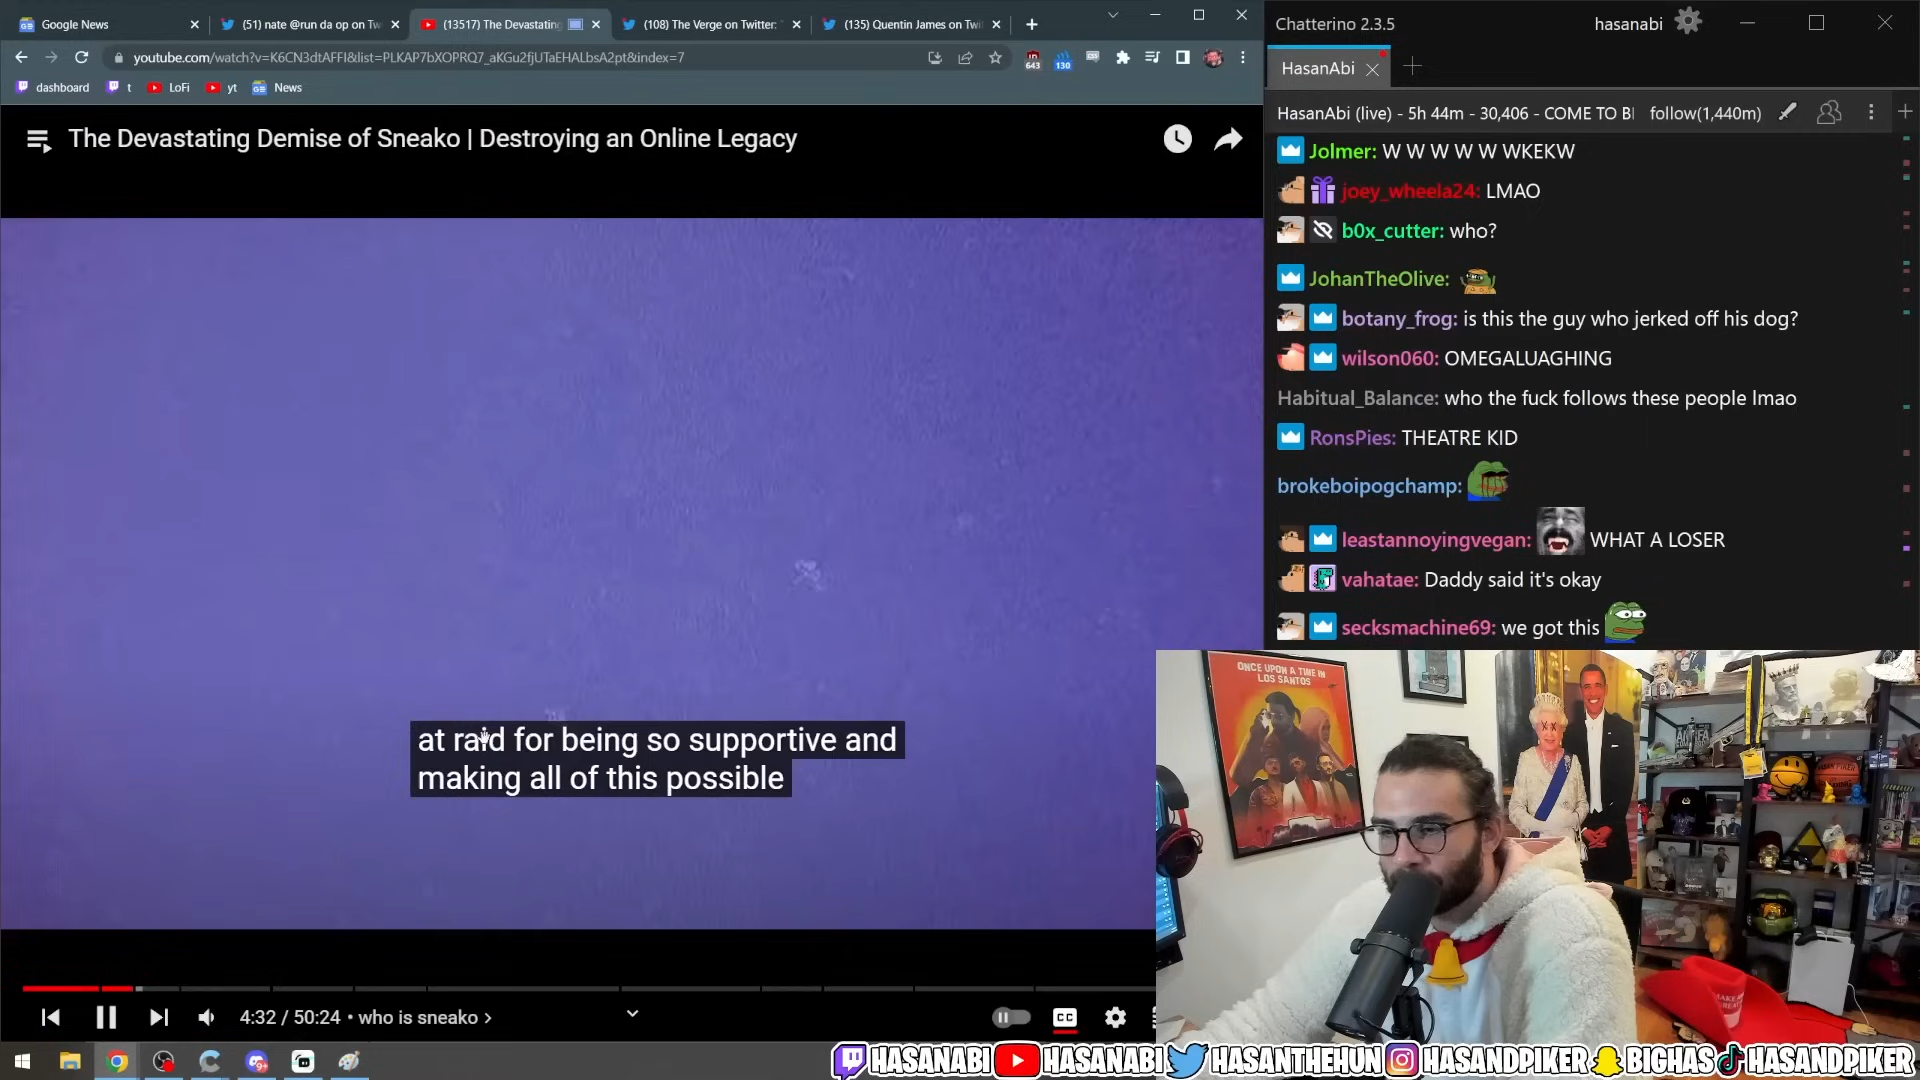 Google News
(51) nate @run da op on Tw
(13517) The Devastating
(108) The Verge on Twitter: "
(135) Quentin James on Twi
youtube.com/watch?v=K6CN3dtAFFI&list=PLKAP7bXOPRQ7_aKGu2fjUTaEHALbsA2pt&index=7
643
130
dashboard
t
LoFi
yt
News
The Devastating Demise of Sneako | Destroying an Online Legacy
at raid for being so supportive and
making all of this possible
4:32 / 50:24 • who is sneako
CC
Chatterino 2.3.5
hasanabi
HasanAbi
HasanAbi (live) - 5h 44m - 30,406 - COME TO B
follow(1,440m)
Jolmer: W W W W W WKEKW
joey_wheela24: LMAO
b0x_cutter: who?
JohanTheOlive:
botany_frog: is this the guy who jerked off his dog?
wilson060: OMEGALUAGHING
Habitual_Balance: who the fuck follows these people lmao
RonsPies: THEATRE KID
brokeboipogchamp:
leastannoyingvegan: WHAT A LOSER
vahatae: Daddy said it's okay
secksmachine69: we got this
ONCE UPON A TIME IN
LOS SANTOS
HASANABI
HASANABI
HASANTHEHUN
HASANDPIKER
BIGHAS
HASANDPIKER